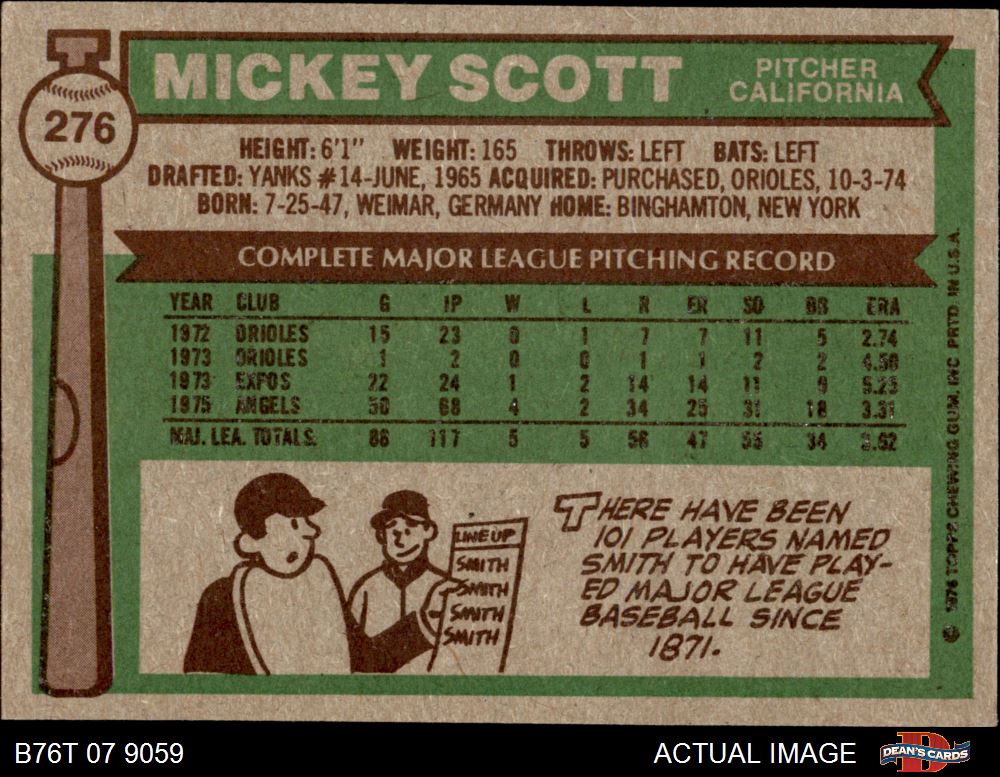 T
276
MICKEY SCOTT
PITCHER
CALIFORNIA
HEIGHT: 6'1" WEIGHT: 165 THROWS: LEFT BATS: LEFT
DRAFTED: YANKS #14-JUNE, 1965 ACQUIRED: PURCHASED, ORIOLES, 10-3-74
BORN: 7-25-47, WEIMAR, GERMANY HOME: BINGHAMTON, NEW YORK
COMPLETE MAJOR LEAGUE PITCHING RECORD
YEAR CLUB G IP W L R ER SO BB ERA
1972 ORIOLES 15 23 0 1 7 7 11 5 2.74
1973 ORIOLES 1 2 0 0 1 1 2 2 4.50
1973 EXPOS 22 24 1 2 14 14 11 9 5.25
1975 ANGELS 50 68 4 2 34 25 31 18 3.31
MAJ. LEA. TOTALS 88 117 5 5 56 47 55 34 3.62
LINE UP
SMITH
SMITH
SMITH
SMITH
THERE HAVE BEEN
101 PLAYERS NAMED
SMITH TO HAVE PLAY-
ED MAJOR LEAGUE
BASEBALL SINCE
1871.
© 1976 TOPPS CHEWING GUM, INC PRTD IN U.S.A.
B76T 07 9059
ACTUAL IMAGE
DEAN'S CARDS